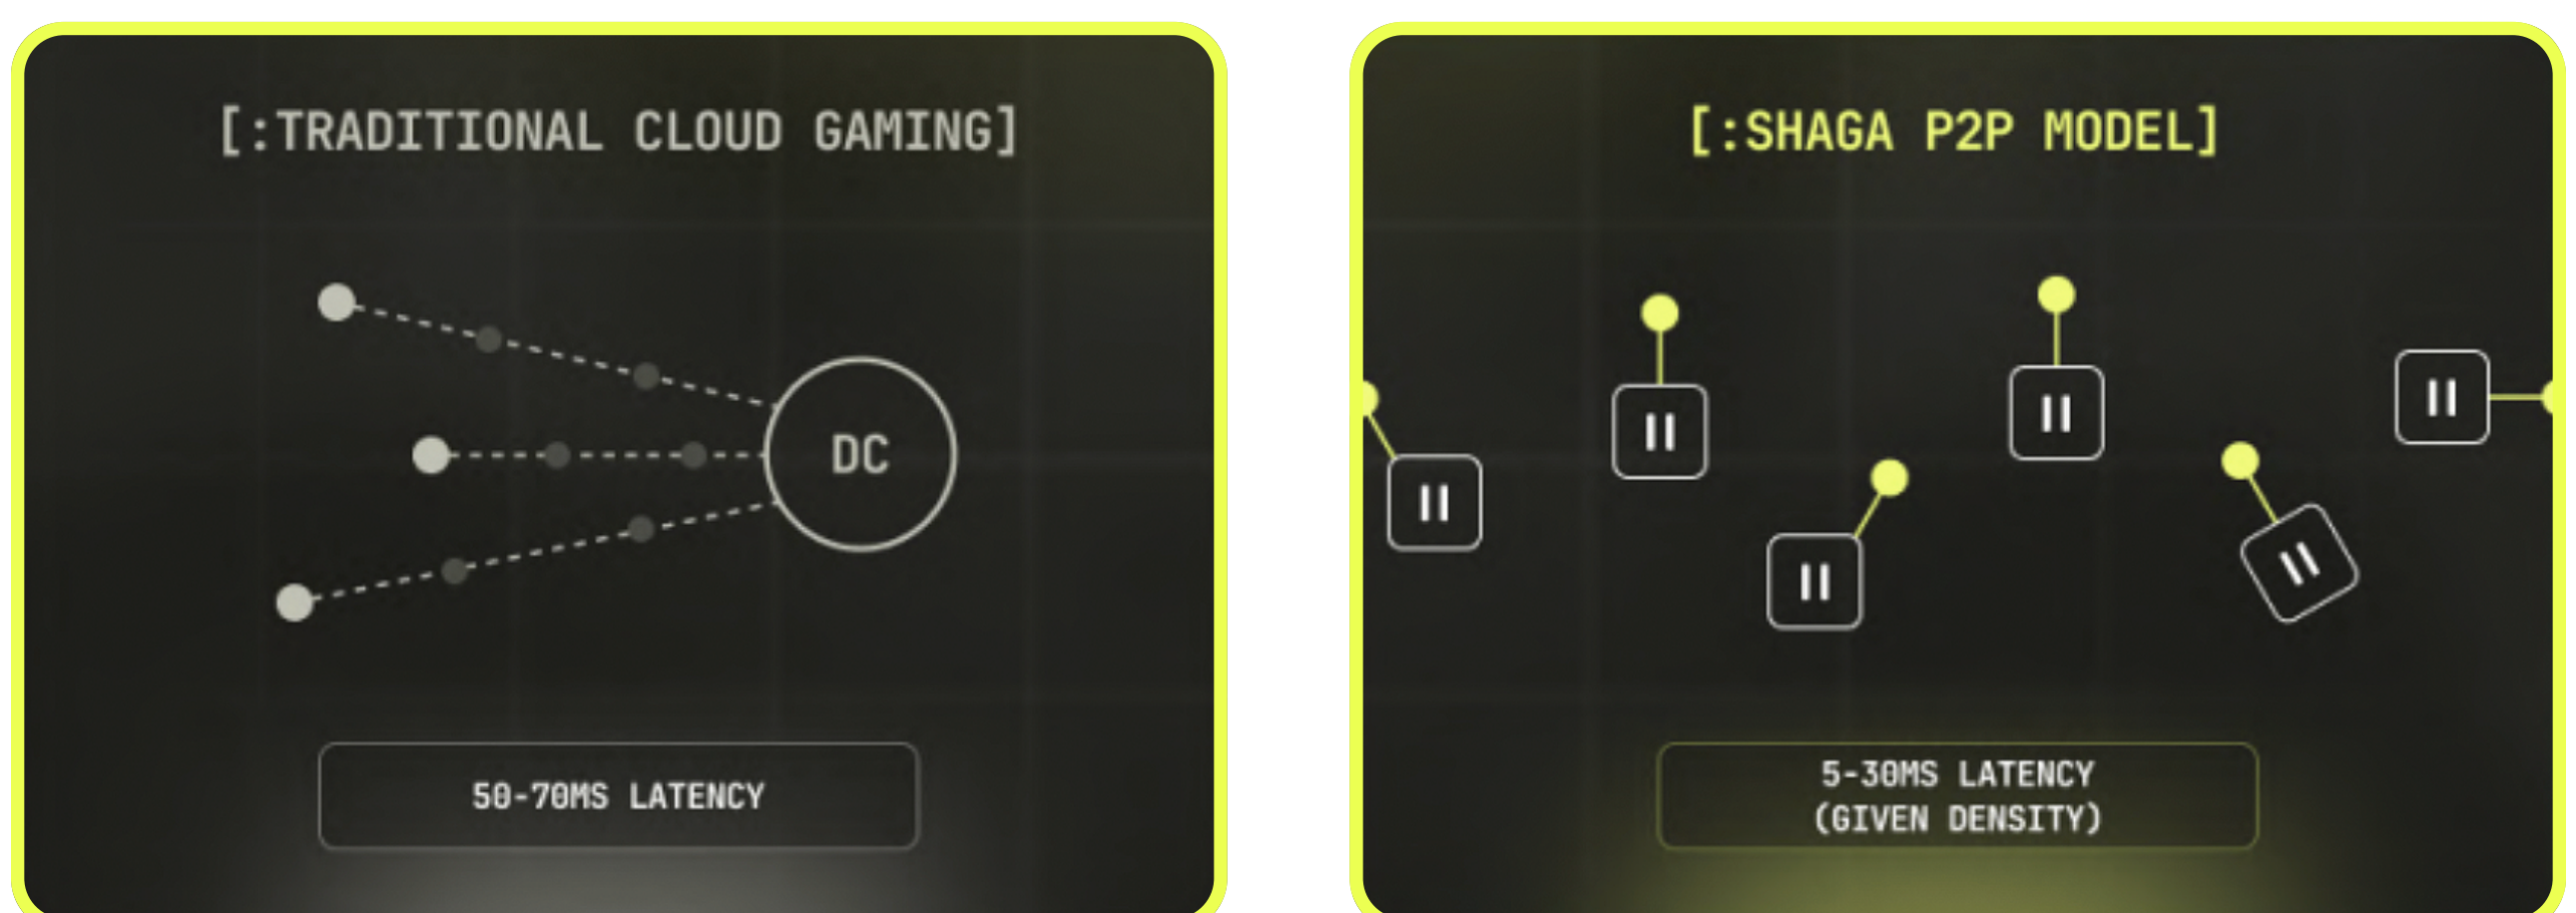 [:TRADITIONAL CLOUD GAMING]
DC
50-70MS LATENCY
[:SHAGA P2P MODEL]
5-30MS LATENCY
(GIVEN DENSITY)